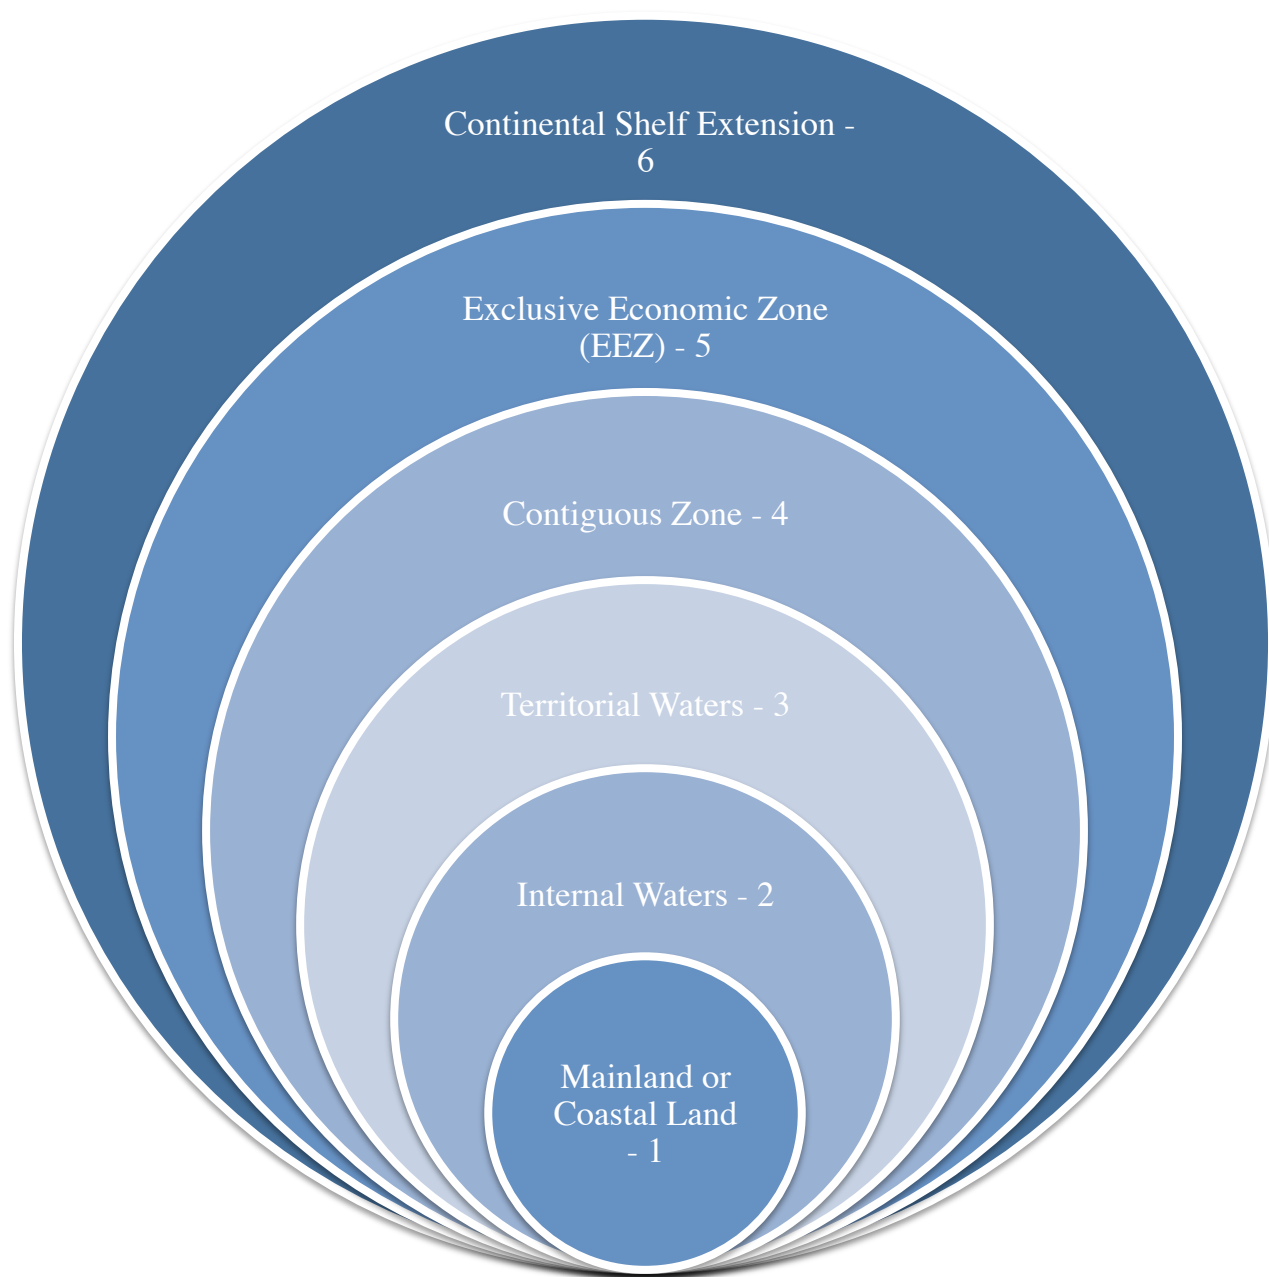 Continental Shelf Extension -
6
Exclusive Economic Zone
(EEZ) - 5
Contiguous Zone - 4
Territorial Waters - 3
Internal Waters - 2
Mainland or
Coastal Land
- 1